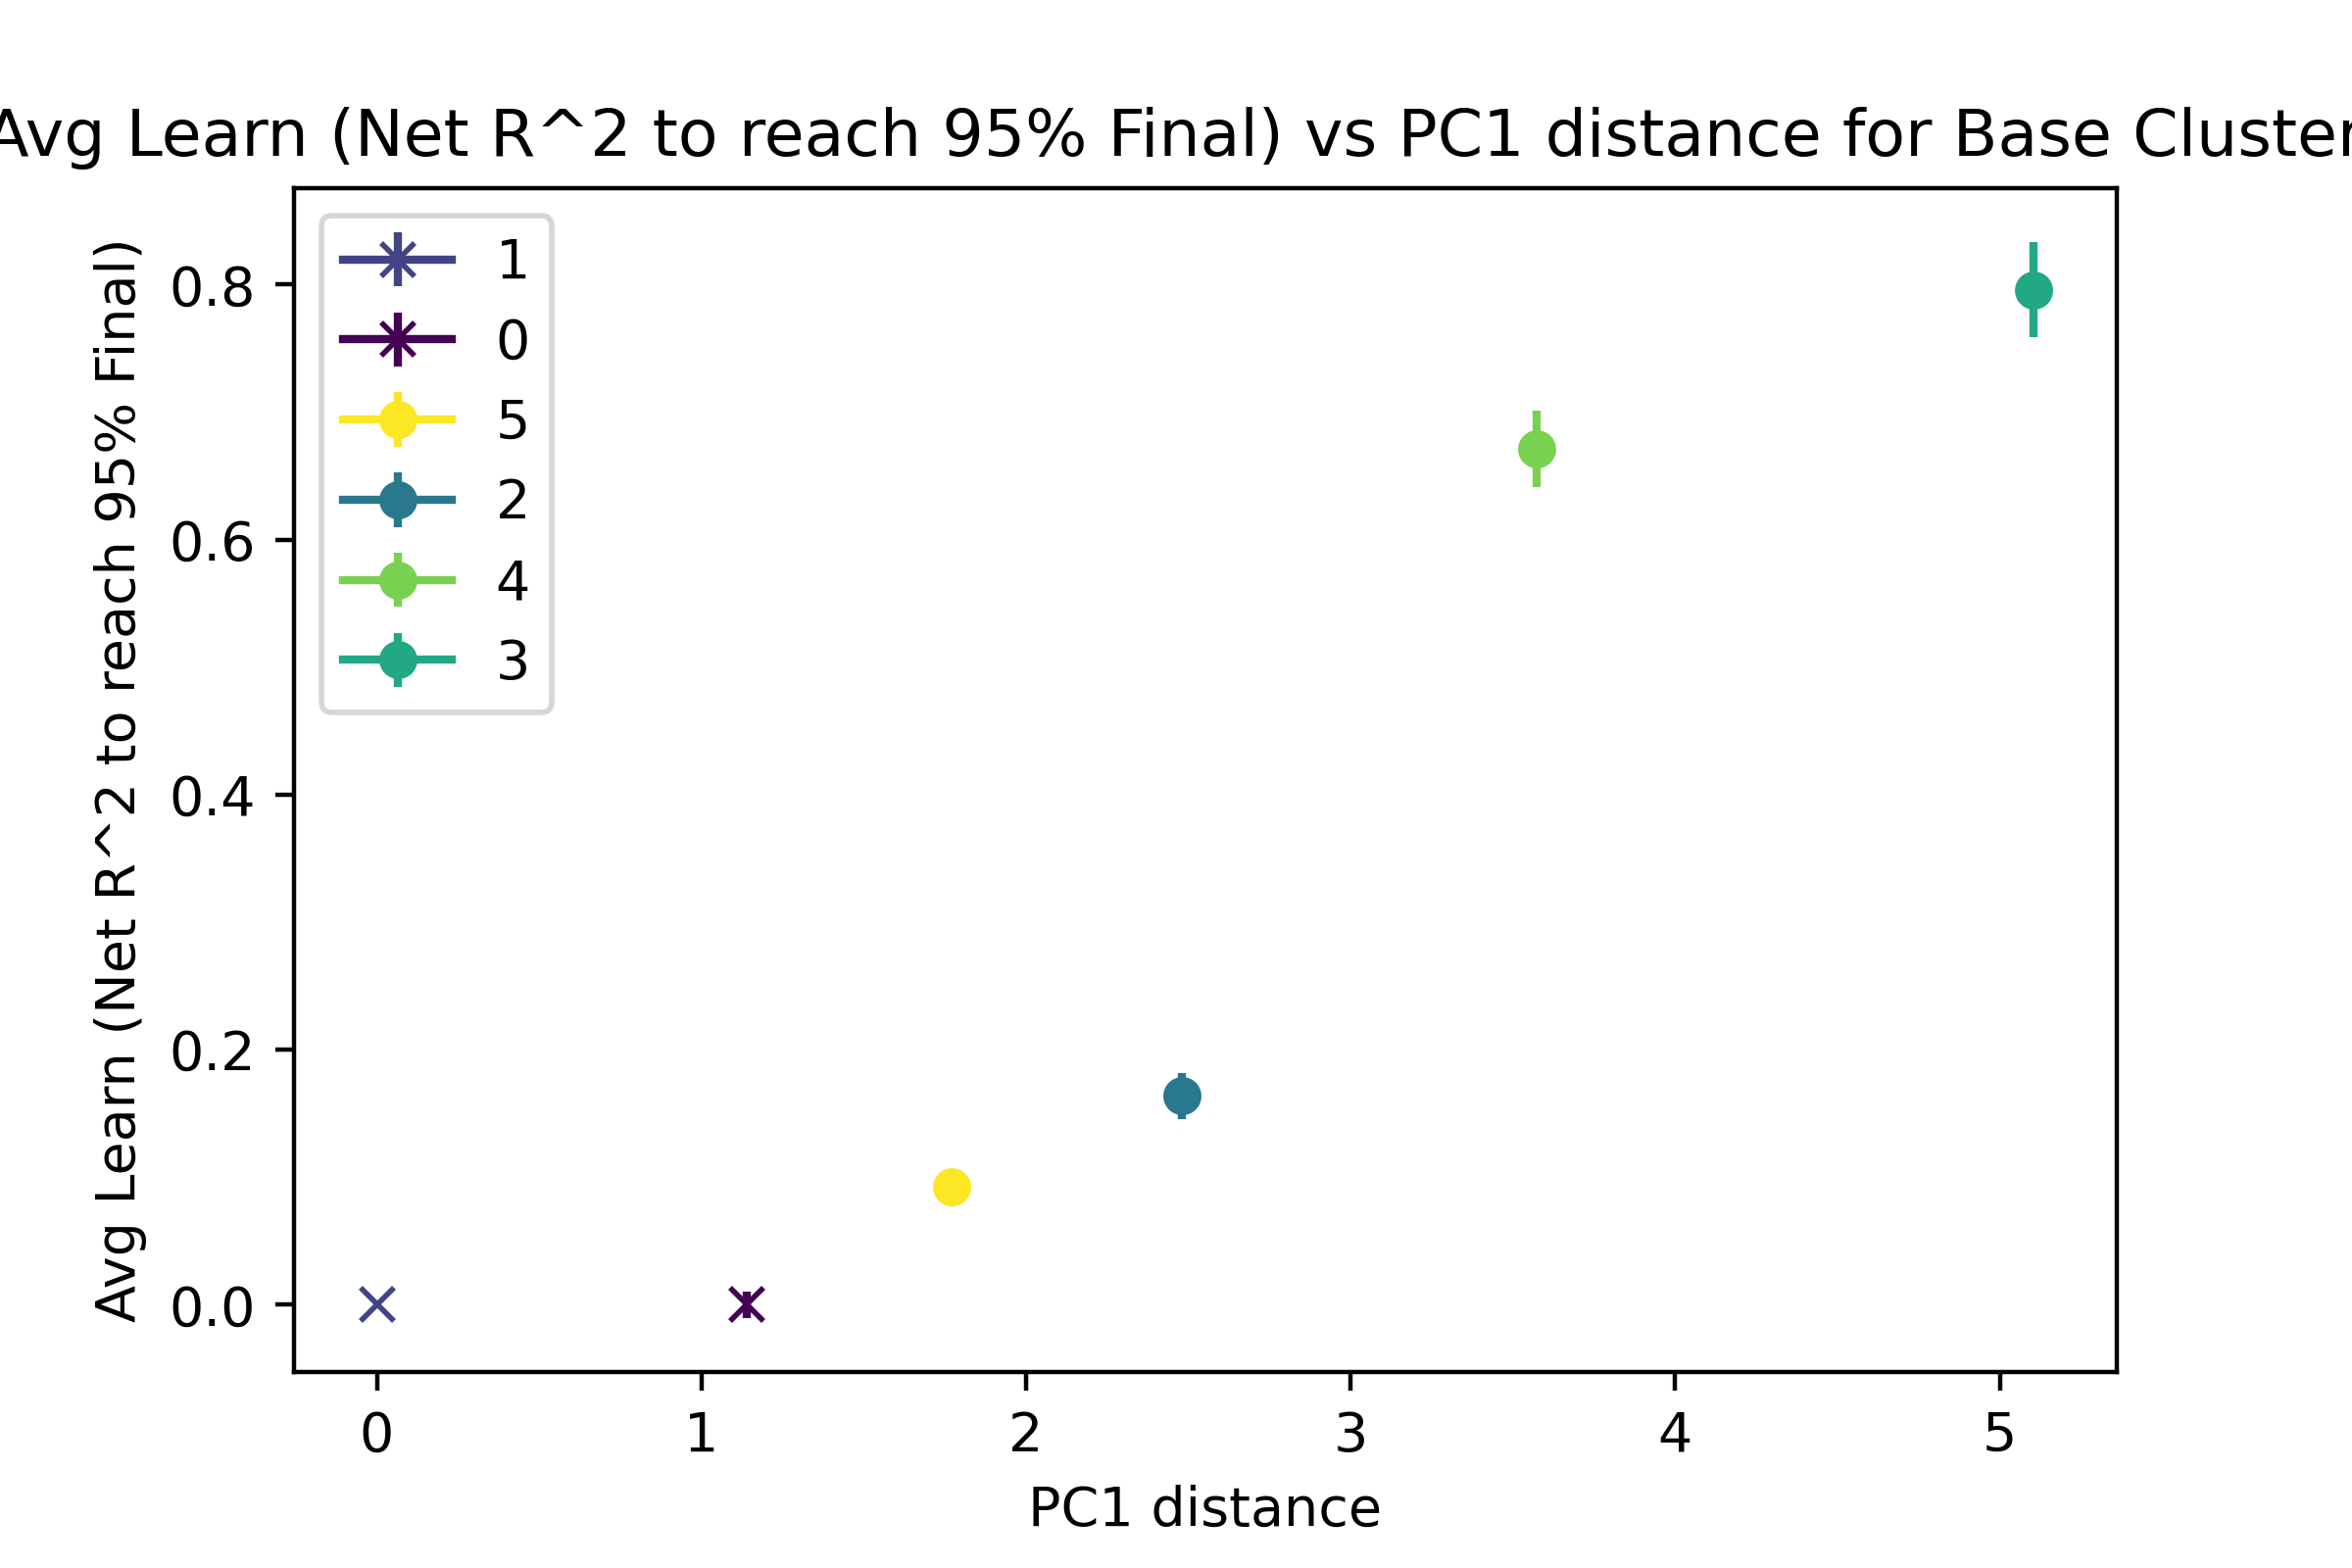 Avg Learn (Net R^2 to reach 95% Final) vs PC1 distance for Base Cluster
Avg Learn (Net R^2 to reach 95% Final)
0.8
0.6
0.4
0.2
0.0
1
0
5
2
4
3
0 1 2 3 4 5
PC1 distance